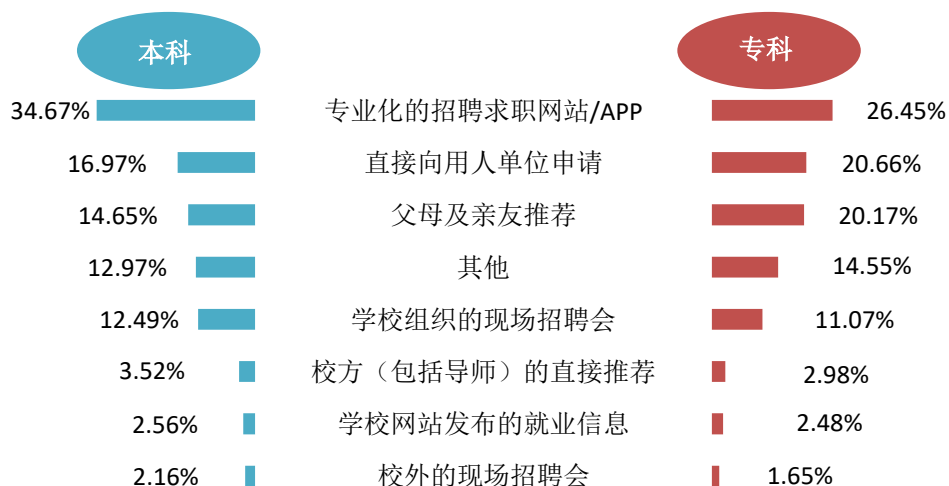 本科 专科
34.67% 专业化的招聘求职网站/APP 26.45%
16.97% 直接向用人单位申请 20.66%
14.65% 父母及亲友推荐 20.17%
12.97% 其他 14.55%
12.49% 学校组织的现场招聘会 11.07%
3.52% 校方（包括导师）的直接推荐 2.98%
2.56% 学校网站发布的就业信息 2.48%
2.16% 校外的现场招聘会 1.65%